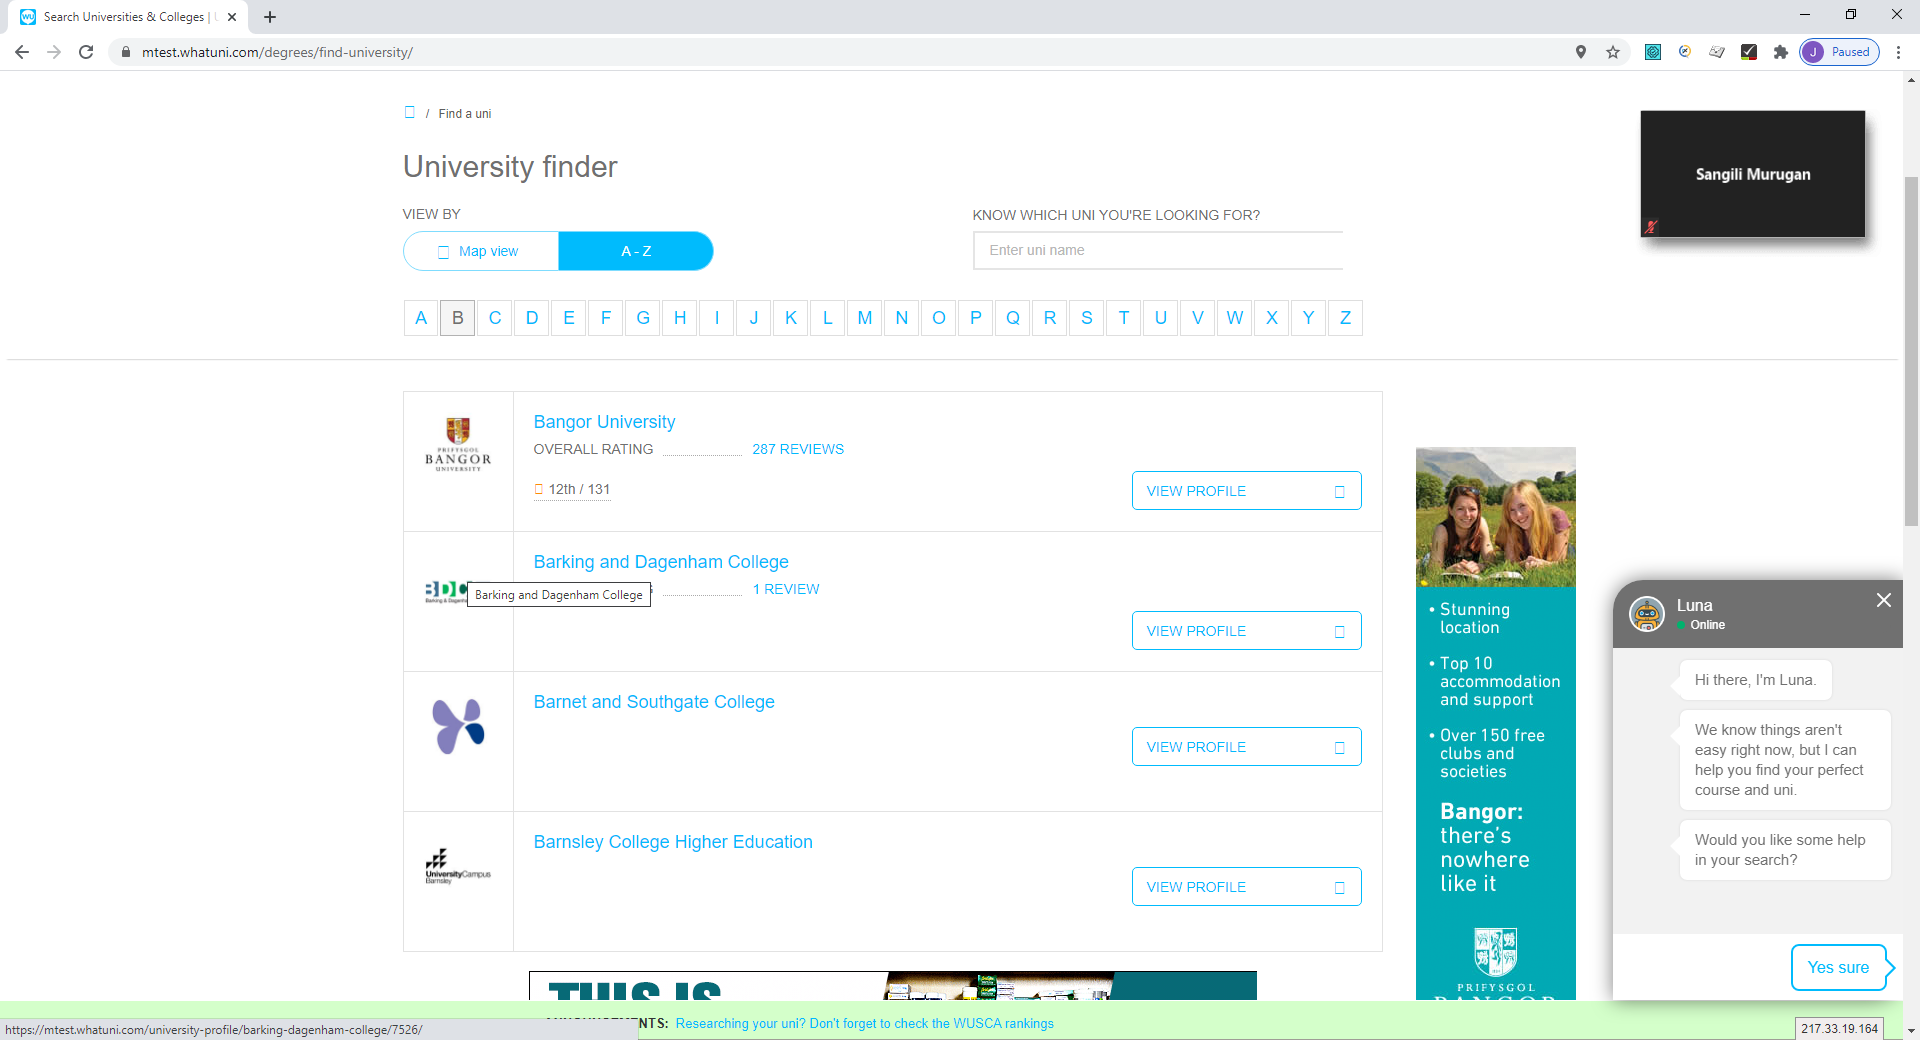 Search Universities & Colleges |
mtest.whatuni.com/degrees/find-university/
J Paused
/ Find a uni
University finder
VIEW BY
Map view
A - Z
KNOW WHICH UNI YOU'RE LOOKING FOR?
Enter uni name
Sangili Murugan
A B C D E F G H I J K L M N O P Q R S T U V W X Y Z
PRIFYSGOL
BANGOR
UNIVERSITY
Bangor University
OVERALL RATING 287 REVIEWS
12th / 131
VIEW PROFILE
Barking and Dagenham College
Barking and Dagenham College
1 REVIEW
VIEW PROFILE
Barnet and Southgate College
VIEW PROFILE
UniversityCampus
Barnsley
Barnsley College Higher Education
VIEW PROFILE
• Stunning
location
• Top 10
accommodation
and support
• Over 150 free
clubs and
societies
Bangor:
there's
nowhere
like it
PRIFYSGOL
BANGOR
Luna
Online
Hi there, I'm Luna.
We know things aren't
easy right now, but I can
help you find your perfect
course and uni.
Would you like some help
in your search?
Yes sure
THIS IS
NTS: Researching your uni? Don't forget to check the WUSCA rankings
https://mtest.whatuni.com/university-profile/barking-dagenham-college/7526/
217.33.19.164